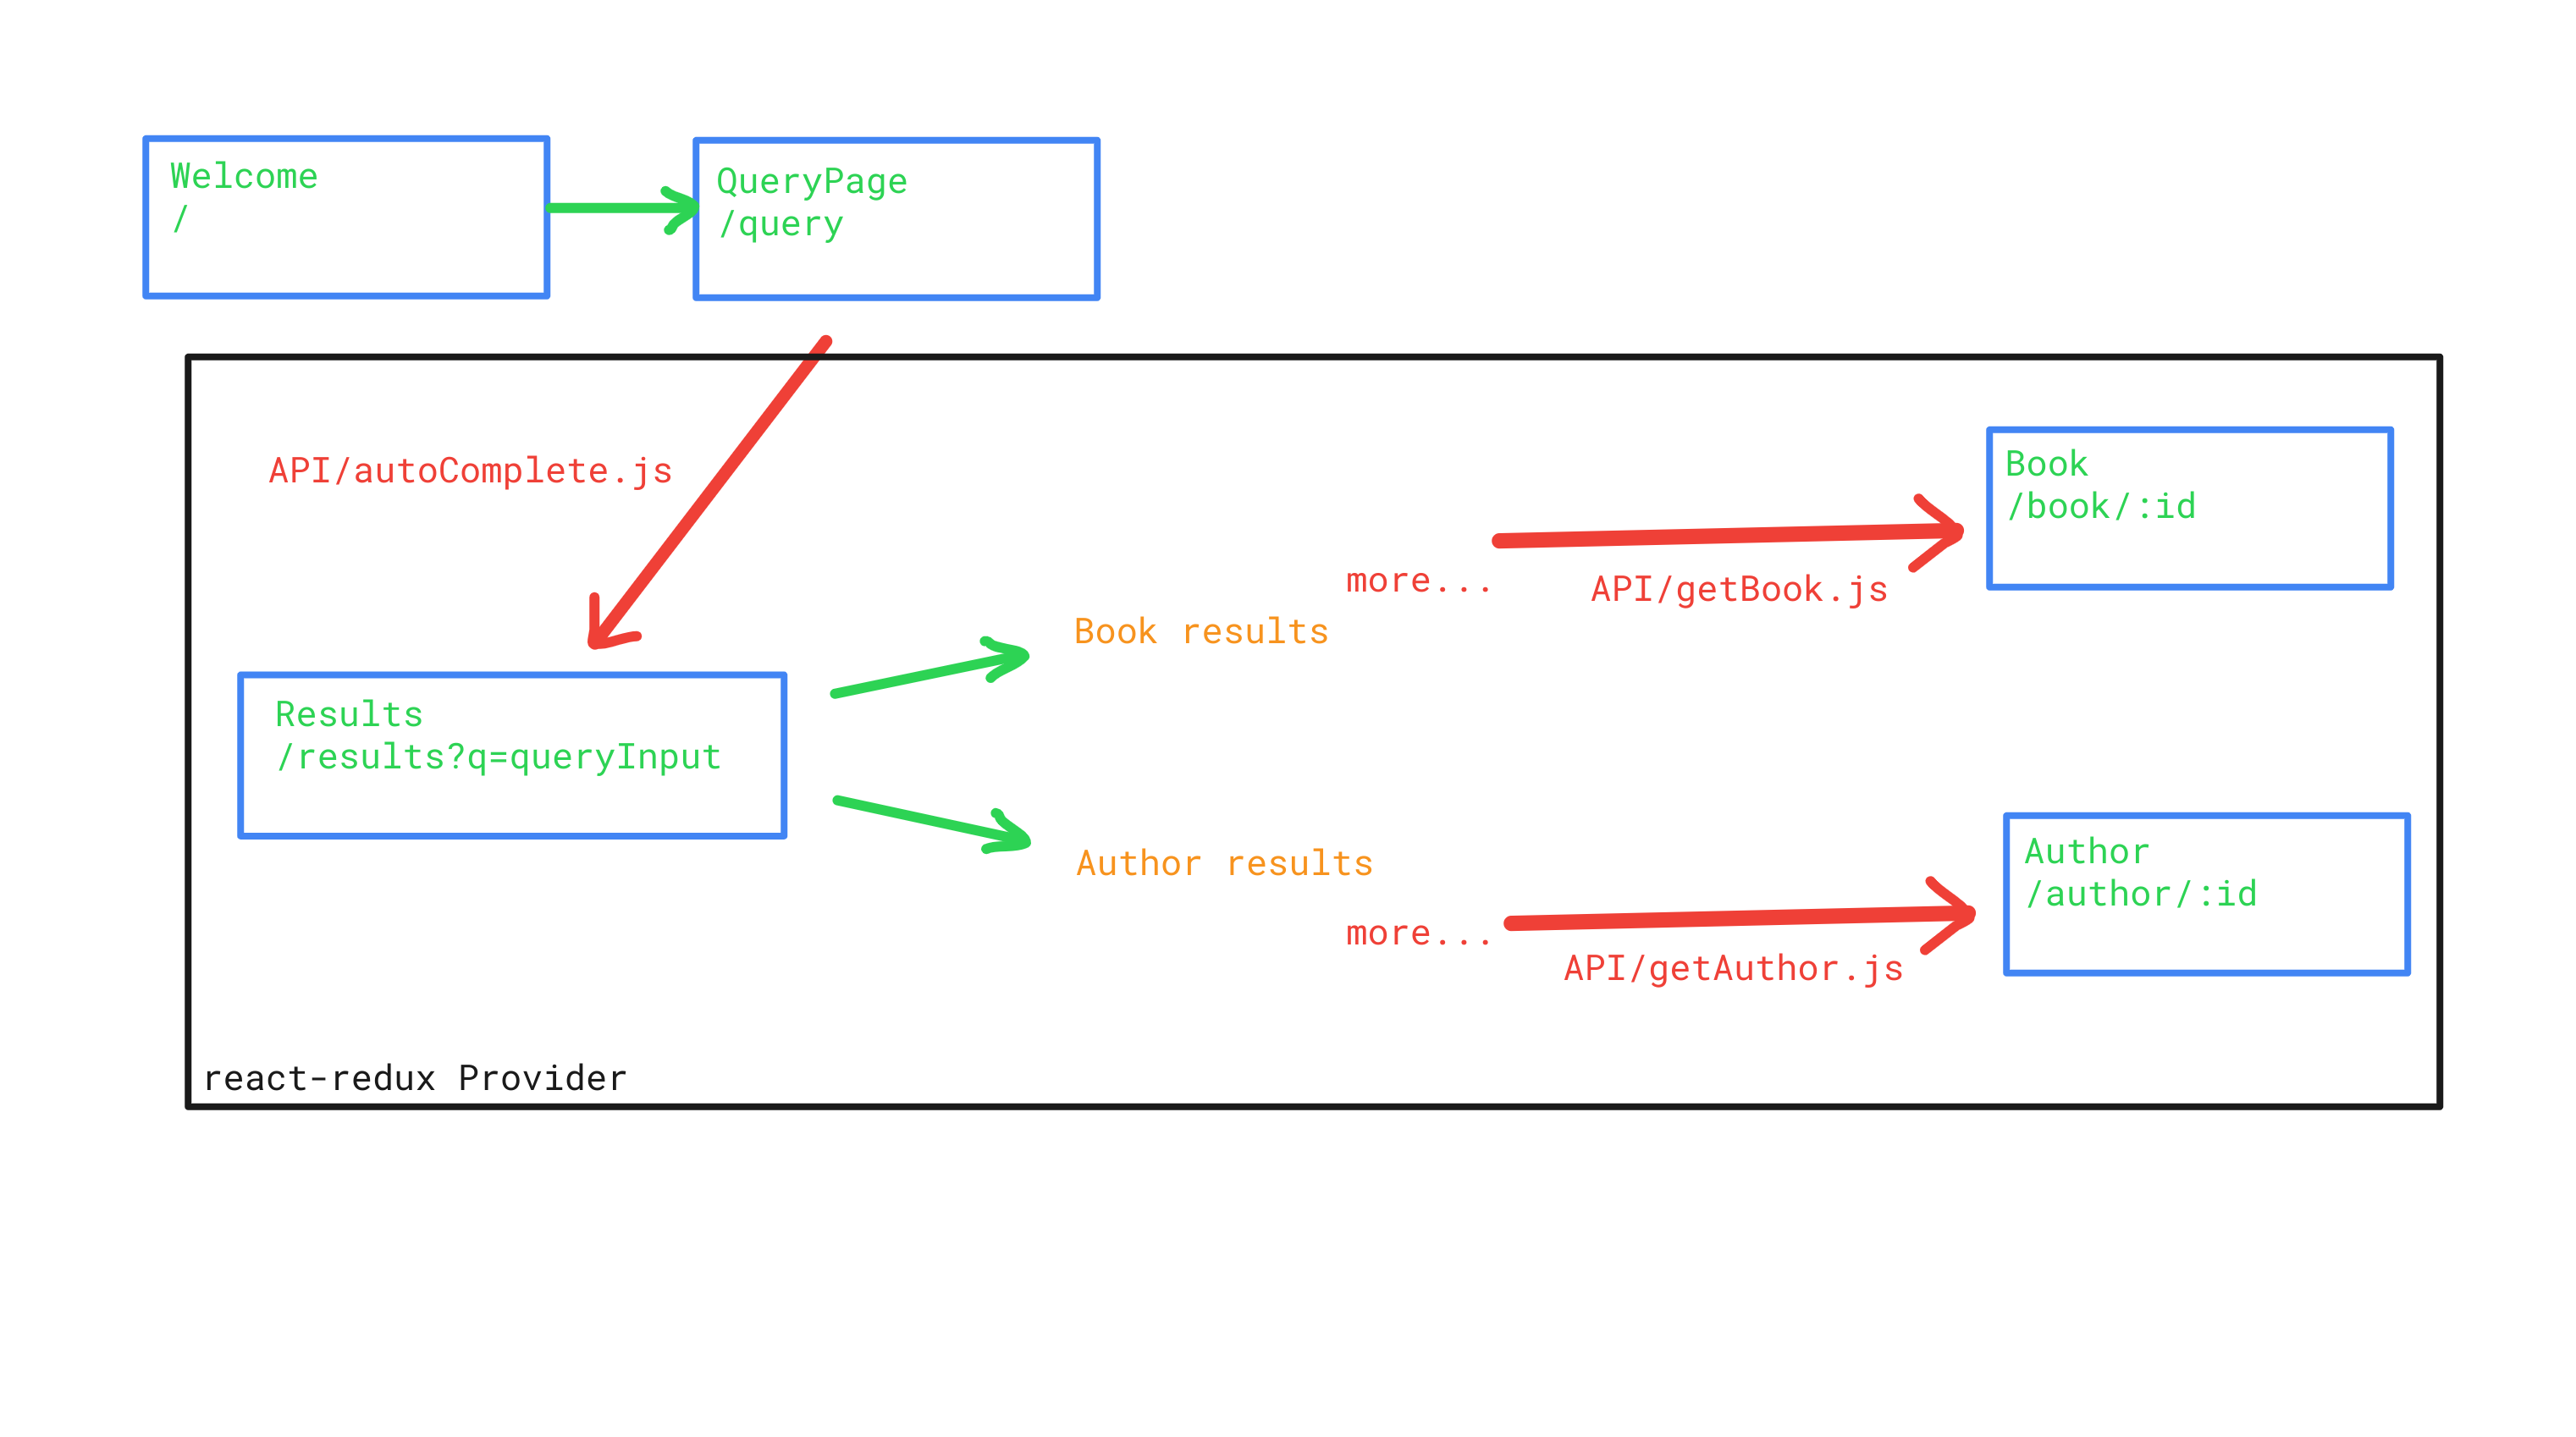 Welcome
/
QueryPage
/query
API/autoComplete.js
Book
/book/:id
more...
API/getBook.js
Book results
Results
/results?q=queryInput
Author results
Author
/author/:id
more...
API/getAuthor.js
react-redux Provider